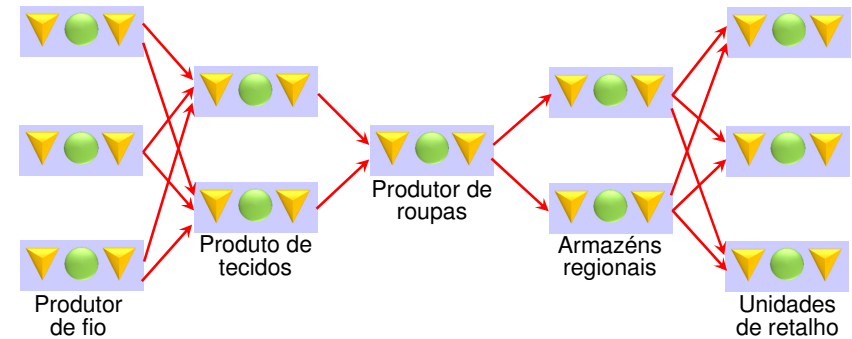 Produtor
de fio
Produto de
tecidos
Produtor de
roupas
Armazéns
regionais
Unidades
de retalho